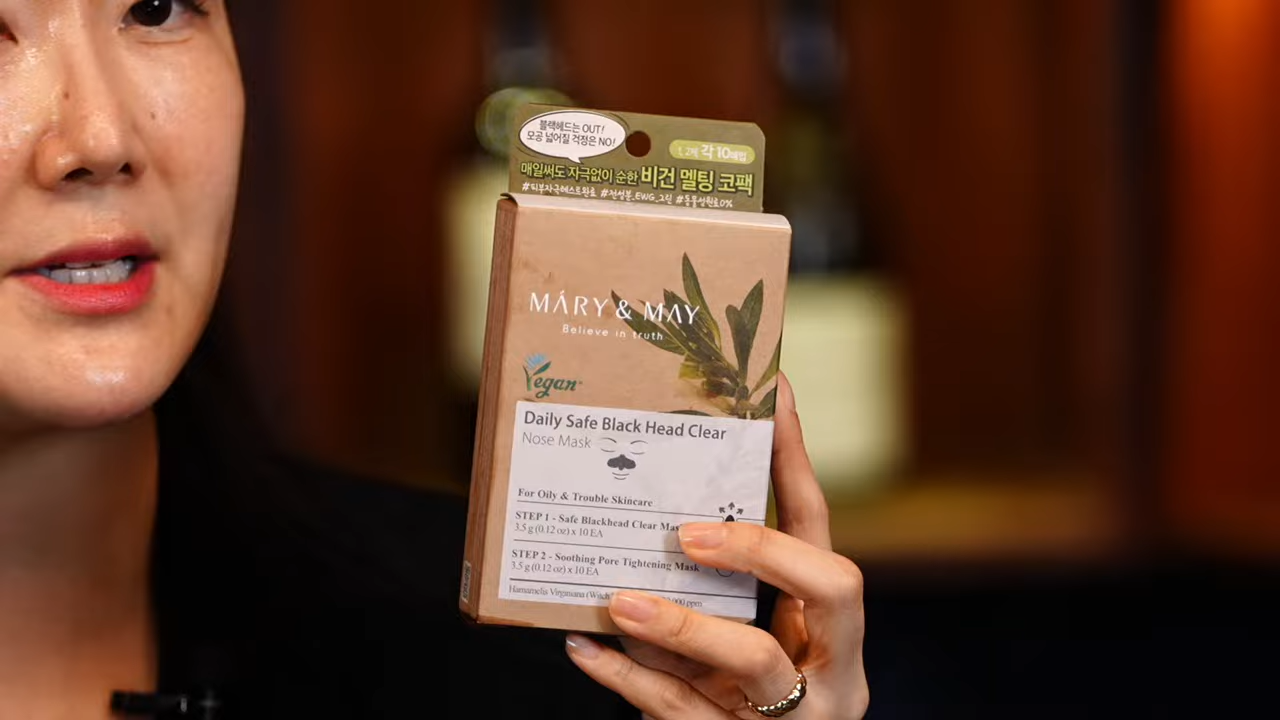 블랙헤드는 OUT!
모공 넓어질 걱정은 NO!
1, 2제 각 10매입
매일써도 자극없이 순한 비건 멜팅 코팩
#피부자극테스트완료 #전성분_EWG_그린 #동물성원료0%
MÁRY & MAY
Believe in truth
Vegan
Daily Safe Black Head Clear
Nose Mask
For Oily & Trouble Skincare
STEP 1 - Safe Blackhead Clear Mask
3.5 g (0.12 oz) x 10 EA
STEP 2 - Soothing Pore Tightening Mask
3.5 g (0.12 oz) x 10 EA
Hamamelis Virginiana (Witch ppm